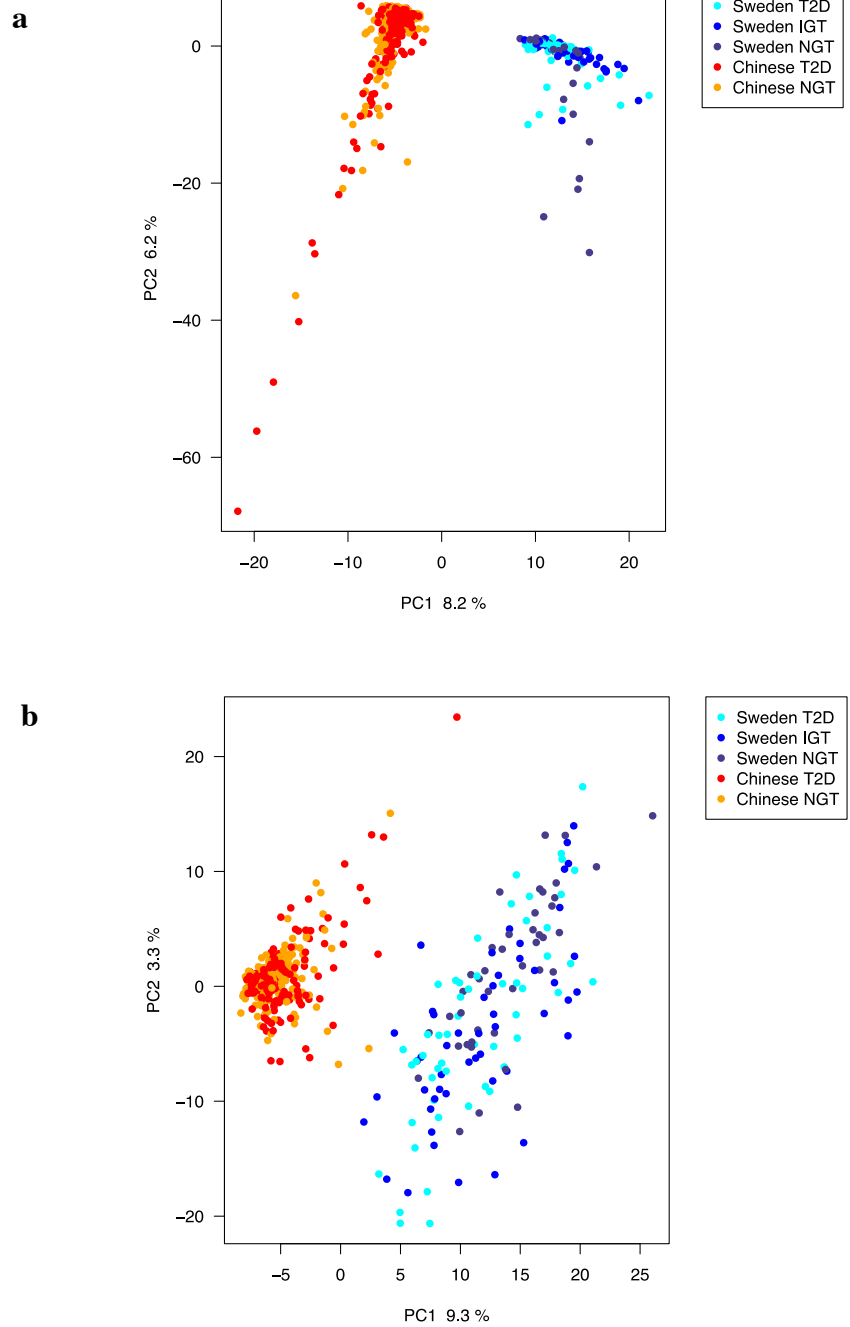 a
Sweden T2D
Sweden IGT
Sweden NGT
Chinese T2D
Chinese NGT
0
−20
−40
−60
PC2 6.2 %
−20 −10 0 10 20
PC1 8.2 %
b
Sweden T2D
Sweden IGT
Sweden NGT
Chinese T2D
Chinese NGT
20
10
0
−10
−20
PC2 3.3 %
−5 0 5 10 15 20 25
PC1 9.3 %